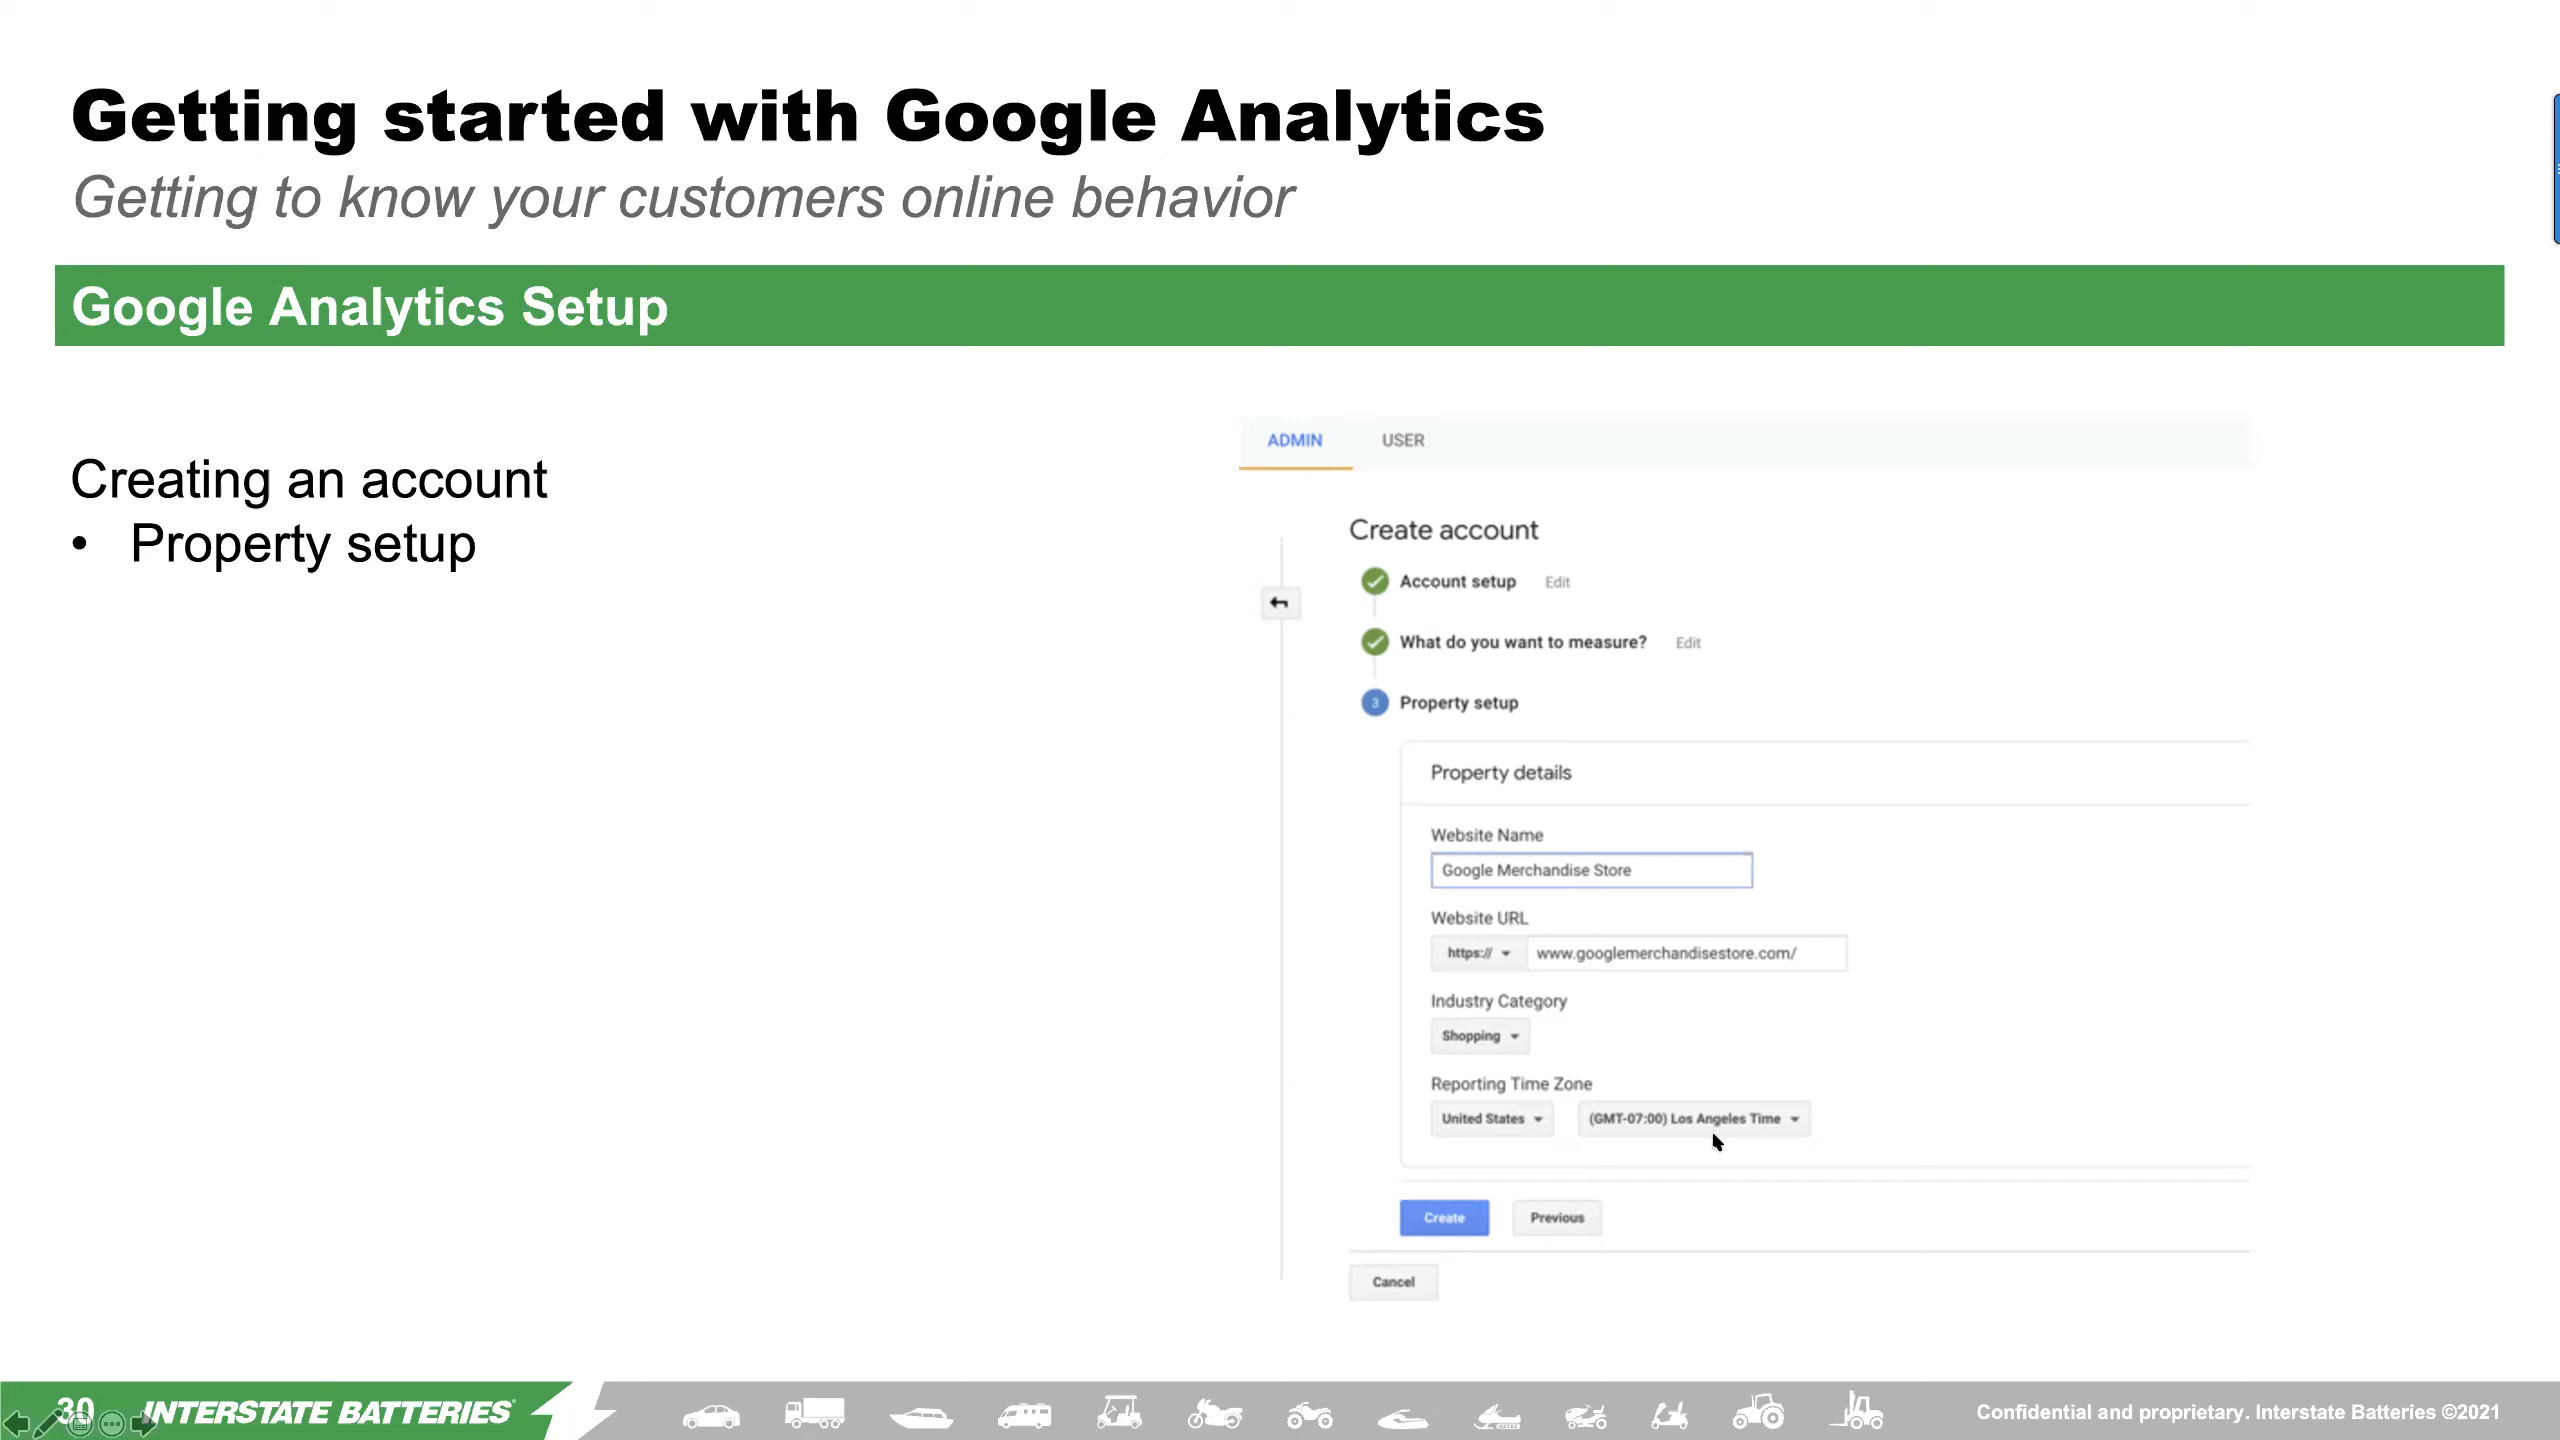 Getting started with Google Analytics
Getting to know your customers online behavior
Google Analytics Setup
Creating an account
• Property setup
ADMIN USER
Create account
Account setup Edit
What do you want to measure? Edit
3 Property setup
Property details
Website Name
Google Merchandise Store
Website URL
https:// www.googlemerchandisestore.com/
Industry Category
Shopping
Reporting Time Zone
United States (GMT-07:00) Los Angeles Time
Create Previous
Cancel
30 INTERSTATE BATTERIES
Confidential and proprietary. Interstate Batteries ©2021